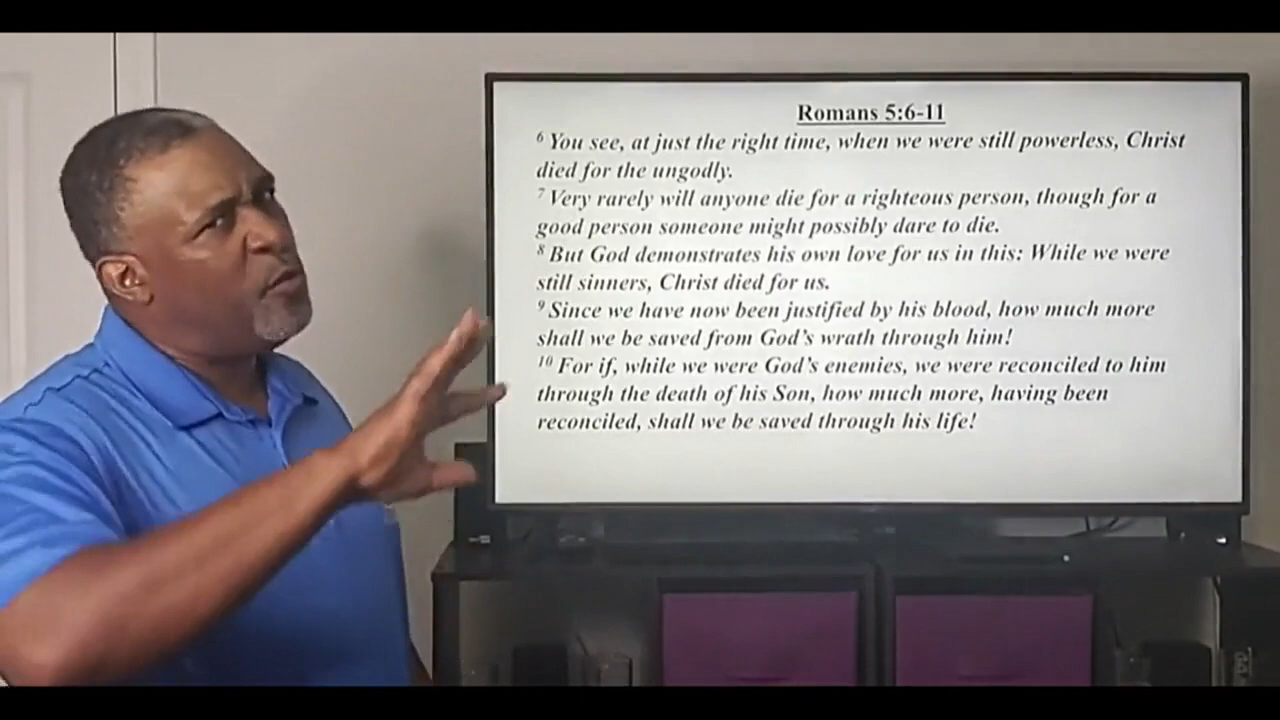 Romans 5:6-11
⁶ You see, at just the right time, when we were still powerless, Christ
died for the ungodly.
⁷ Very rarely will anyone die for a righteous person, though for a
good person someone might possibly dare to die.
⁸ But God demonstrates his own love for us in this: While we were
still sinners, Christ died for us.
⁹ Since we have now been justified by his blood, how much more
shall we be saved from God's wrath through him!
¹⁰ For if, while we were God's enemies, we were reconciled to him
through the death of his Son, how much more, having been
reconciled, shall we be saved through his life!